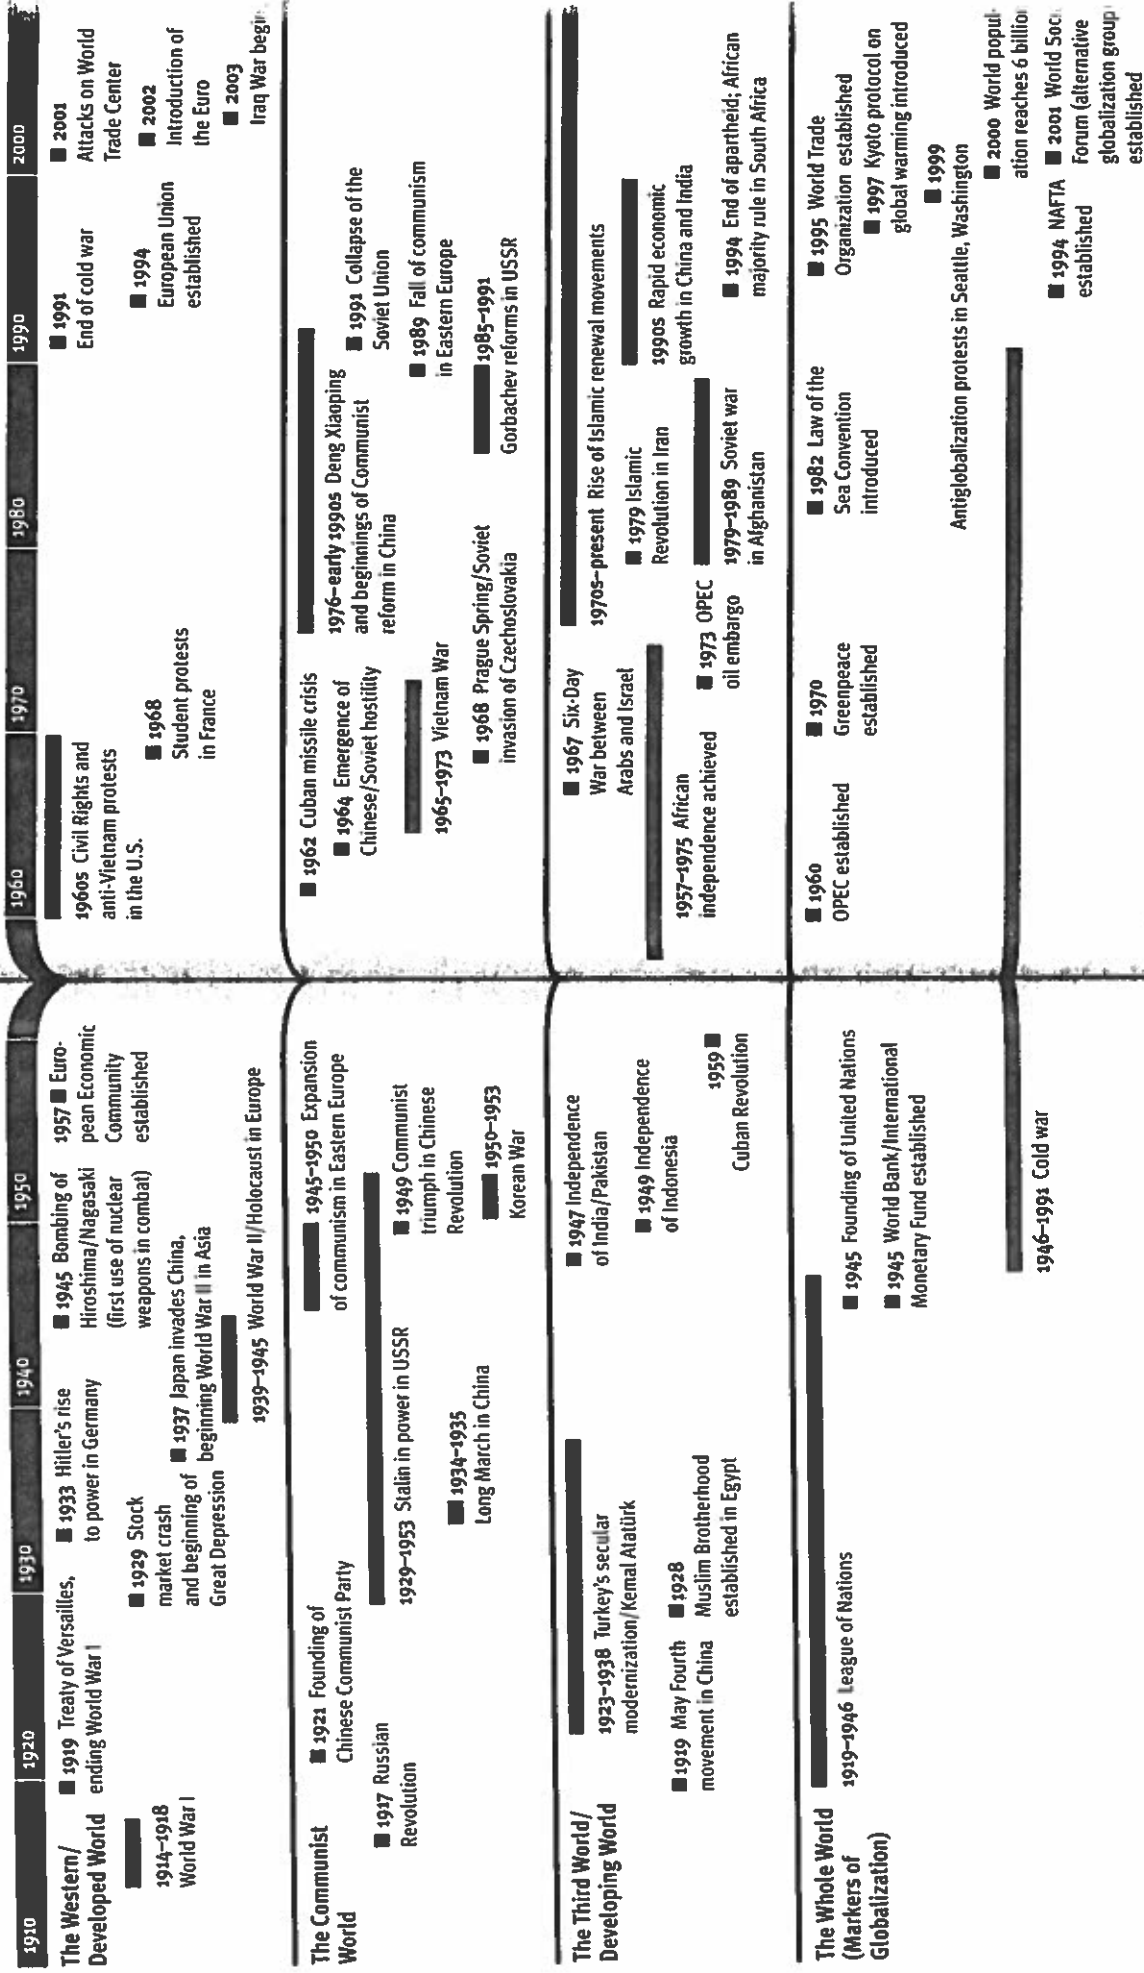 1910 1920 1930 1940 1950 1960 1970 1980 1990 2000
The Western/
Developed World
1914–1918
World War I
1919 Treaty of Versailles,
ending World War I
1929 Stock
market crash
and beginning of
Great Depression
1933 Hitler's rise
to power in Germany
1937 Japan invades China,
beginning World War II in Asia
1939–1945 World War II/Holocaust in Europe
1945 Bombing of
Hiroshima/Nagasaki
(first use of nuclear
weapons in combat)
1957 Euro-
pean Economic
Community
established
1960s Civil Rights and
anti-Vietnam protests
in the U.S.
1968
Student protests
in France
1991
End of cold war
1994
European Union
established
2001
Attacks on World
Trade Center
2002
Introduction of
the Euro
2003
Iraq War
The Communist
World
1917 Russian
Revolution
1921 Founding of
Chinese Communist Party
1929–1953 Stalin in power in USSR
1934–1935
Long March in China
1945–1950 Expansion
of communism in Eastern Europe
1949 Communist
triumph in Chinese
Revolution
1950–1953
Korean War
1962 Cuban missile crisis
1964 Emergence of
Chinese/Soviet hostility
1965–1973 Vietnam War
1968 Prague Spring/Soviet
invasion of Czechoslovakia
1976–early 1990s Deng Xiaoping
and beginnings of Communist
reform in China
1985–1991
Gorbachev reforms in USSR
1989 Fall of communism
in Eastern Europe
1991 Collapse of the
Soviet Union
The Third World/
Developing World
1919 May Fourth
movement in China
1923–1938 Turkey's secular
modernization/Kemal Atatürk
1928
Muslim Brotherhood
established in Egypt
1947 Independence
of India/Pakistan
1949 Independence
of Indonesia
1959
Cuban Revolution
1957–1975 African
independence achieved
1967 Six-Day
War between
Arabs and Israel
1973 OPEC
oil embargo
1970s–present Rise of Islamic renewal movements
1979 Islamic
Revolution in Iran
1979–1989 Soviet war
in Afghanistan
1990s Rapid economic
growth in China and India
1994 End of apartheid; African
majority rule in South Africa
The Whole World
(Markers of
Globalization)
1919–1946 League of Nations
1945 Founding of United Nations
1945 World Bank/International
Monetary Fund established
1946–1991 Cold war
1960
OPEC established
1970
Greenpeace
established
1982 Law of the
Sea Convention
introduced
1995 World Trade
Organization established
1997 Kyoto protocol on
global warming introduced
1999
Antiglobalization protests in Seattle, Washington
2000 World popul-
ation reaches 6 billion
1994 NAFTA
established
2001 World
Forum (alternative
globalization group
established